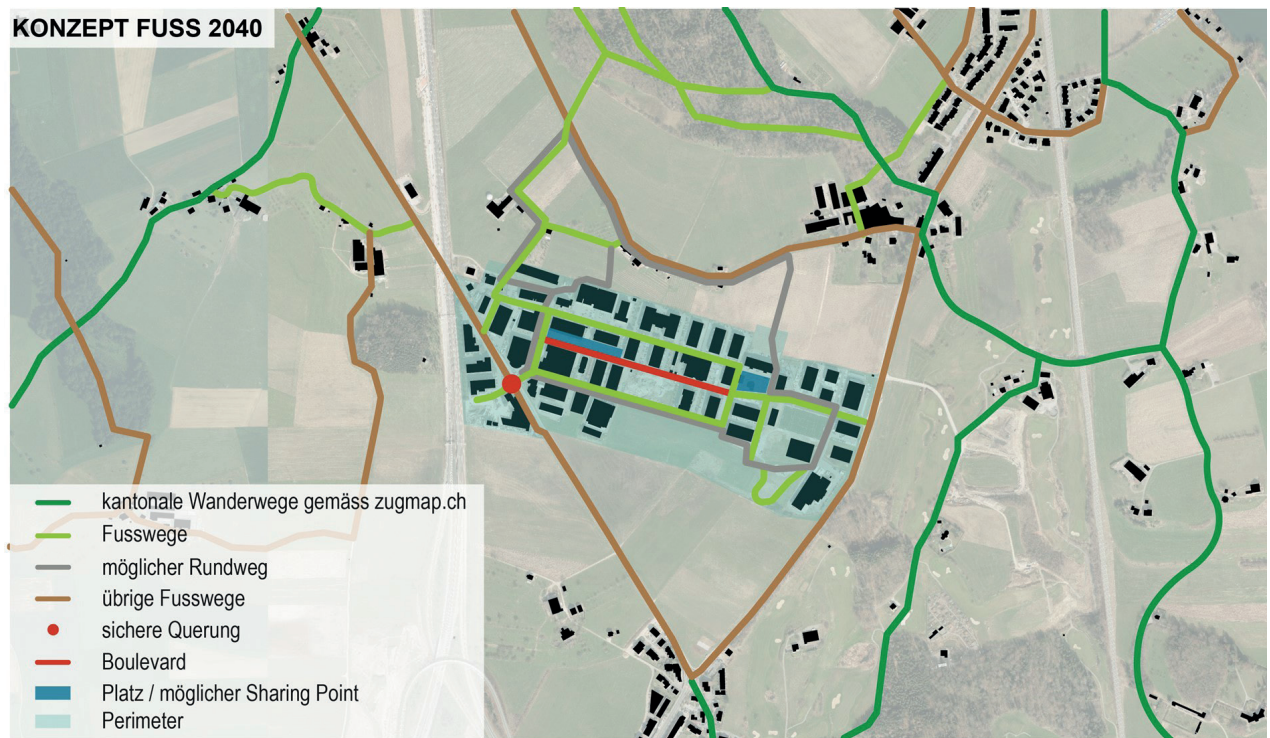 KONZEPT FUSS 2040
kantonale Wanderwege gemäss zugmap.ch
Fusswege
möglicher Rundweg
übrige Fusswege
sichere Querung
Boulevard
Platz / möglicher Sharing Point
Perimeter